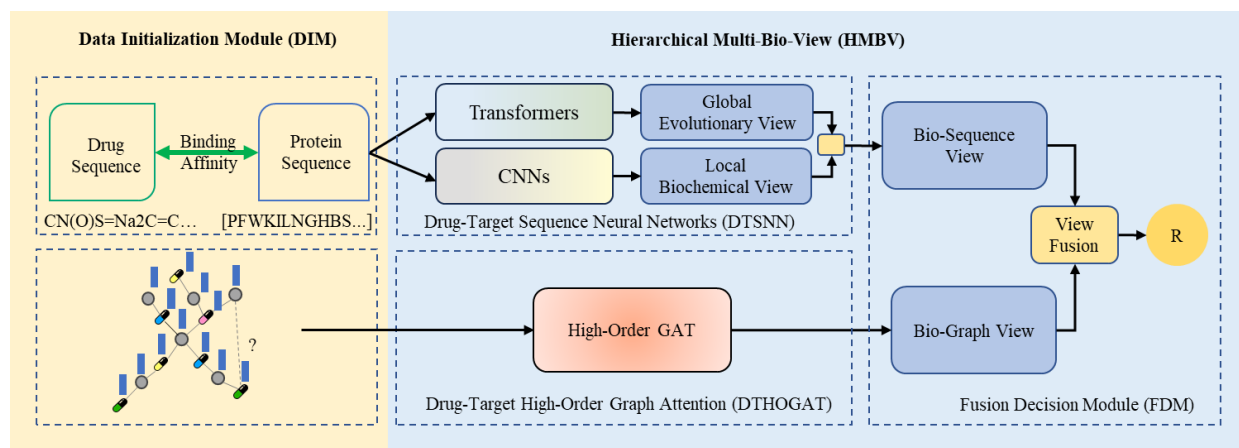 Data Initialization Module (DIM)
Hierarchical Multi-Bio-View (HMBV)
Drug
Sequence
Binding
Affinity
Protein
Sequence
CN(O)S=Na2C=C…
[PFWKILNGHBS...]
Transformers
CNNs
Global
Evolutionary View
Local
Biochemical View
Drug-Target Sequence Neural Networks (DTSNN)
Bio-Sequence
View
View
Fusion
R
?
High-Order GAT
Bio-Graph View
Drug-Target High-Order Graph Attention (DTHOGAT)
Fusion Decision Module (FDM)